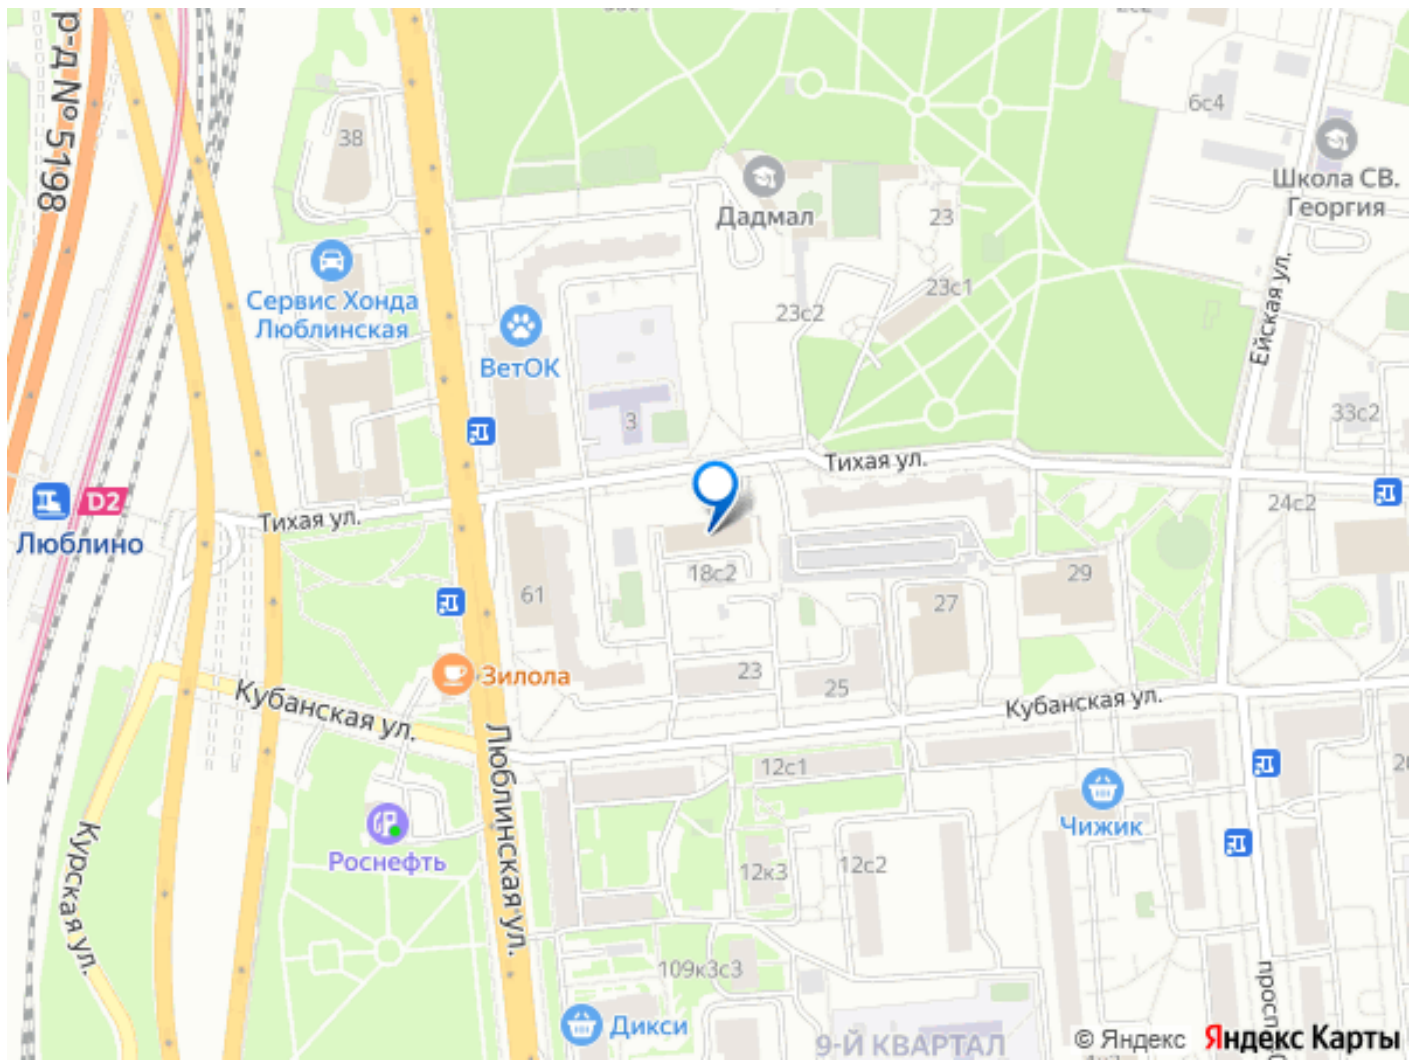 р-д № 5198
38
6с4
Школа СВ.
Георгия
Дадмал
23
Сервис Хонда
Люблинская
23с1
23с2
Ейская ул.
ВетОК
3
33с2
Тихая ул.
D2
Люблино
Тихая ул.
24с2
18с2
61
29
27
Зилола
23
25
Кубанская ул.
Кубанская ул.
Люблинская ул.
12с1
Чижик
Роснефть
Курская ул.
12к3
12с2
109к3с3
Дикси
9-Й КВАРТАЛ
© Яндекс
Яндекс Карты